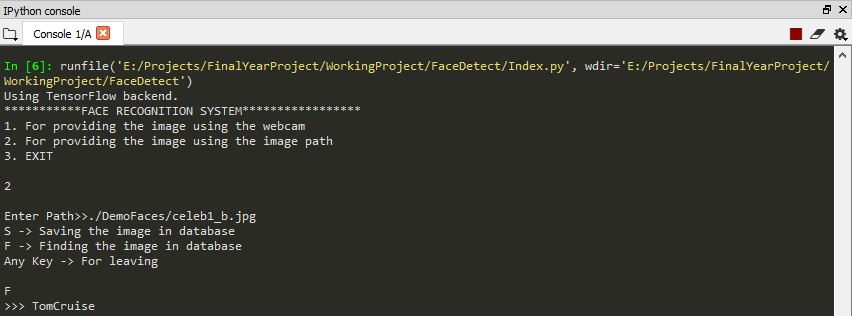 IPython console
Console 1/A
In [6]: runfile('E:/Projects/FinalYearProject/WorkingProject/FaceDetect/Index.py', wdir='E:/Projects/FinalYearProject/
WorkingProject/FaceDetect')
Using TensorFlow backend.
***********FACE RECOGNITION SYSTEM*****************
1. For providing the image using the webcam
2. For providing the image using the image path
3. EXIT
2
Enter Path>>./DemoFaces/celeb1_b.jpg
S -> Saving the image in database
F -> Finding the image in database
Any Key -> For leaving
F
>>> TomCruise